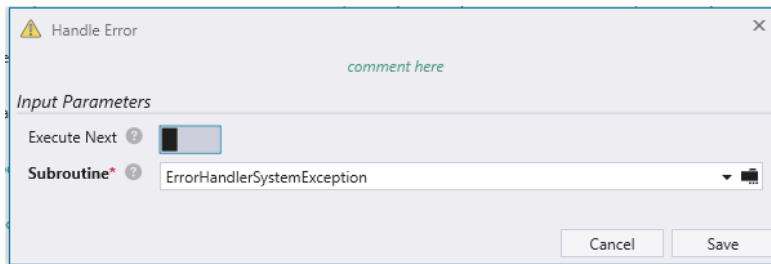 Handle Error
comment here
Input Parameters
Execute Next
Subroutine*
ErrorHandlerSystemException
Cancel
Save